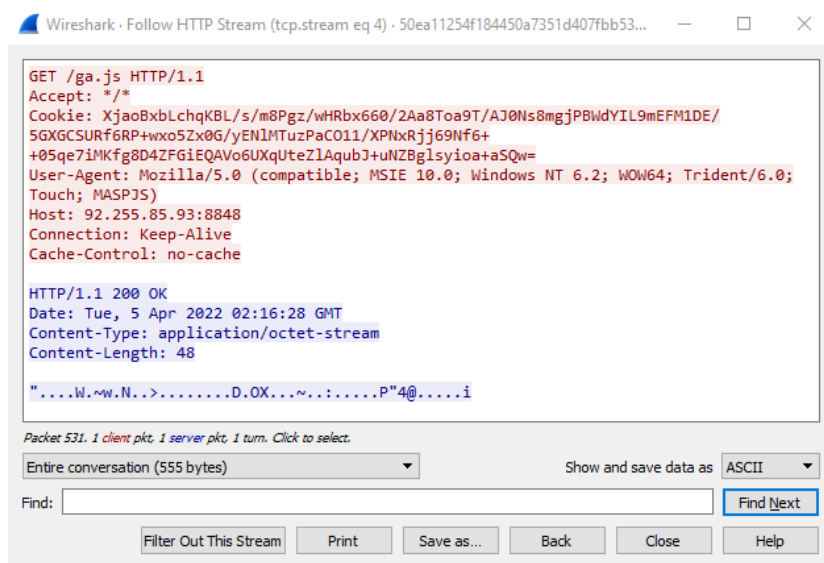 Wireshark · Follow HTTP Stream (tcp.stream eq 4) · 50ea11254f184450a7351d407fbb53...
GET /ga.js HTTP/1.1
Accept: */*
Cookie: XjaoBxbLchqKBL/s/m8Pgz/wHRbx660/2Aa8Toa9T/AJ0Ns8mgjPBWdYIL9mEFM1DE/
5GXGCSURf6RP+wxo5Zx0G/yENlMTuzPaCO11/XPNxRjj69Nf6+
+05qe7iMKfg8D4ZFGiEQAVo6UXqUteZlAqubJ+uNZBglsyioa+aSQw=
User-Agent: Mozilla/5.0 (compatible; MSIE 10.0; Windows NT 6.2; WOW64; Trident/6.0;
Touch; MASPJS)
Host: 92.255.85.93:8848
Connection: Keep-Alive
Cache-Control: no-cache
HTTP/1.1 200 OK
Date: Tue, 5 Apr 2022 02:16:28 GMT
Content-Type: application/octet-stream
Content-Length: 48
"....W.~w.N..>........D.OX...~..:.....P"4@.....i
Packet 531. 1 client pkt, 1 server pkt, 1 turn. Click to select.
Entire conversation (555 bytes) Show and save data as ASCII
Find: Find Next
Filter Out This Stream Print Save as... Back Close Help